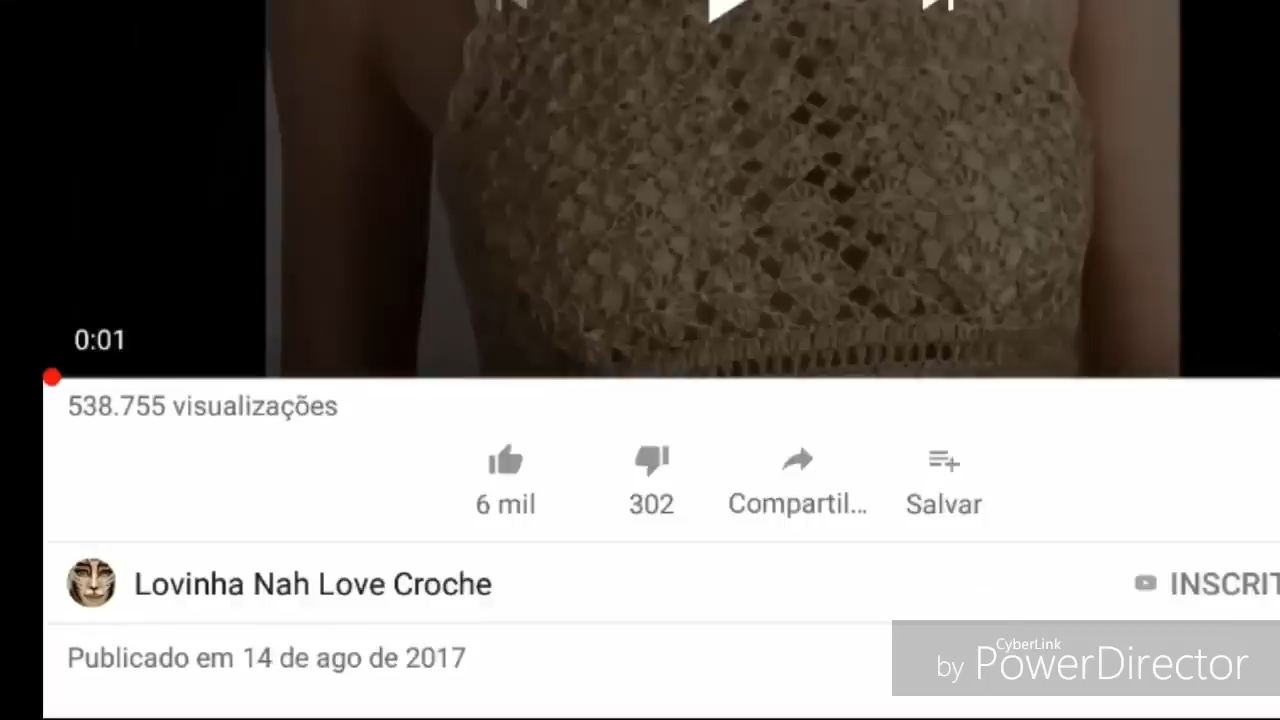 0:01
538.755 visualizações
6 mil
302
Compartil...
Salvar
Lovinha Nah Love Croche
INSCRIT
Publicado em 14 de ago de 2017
CyberLink
by PowerDirector